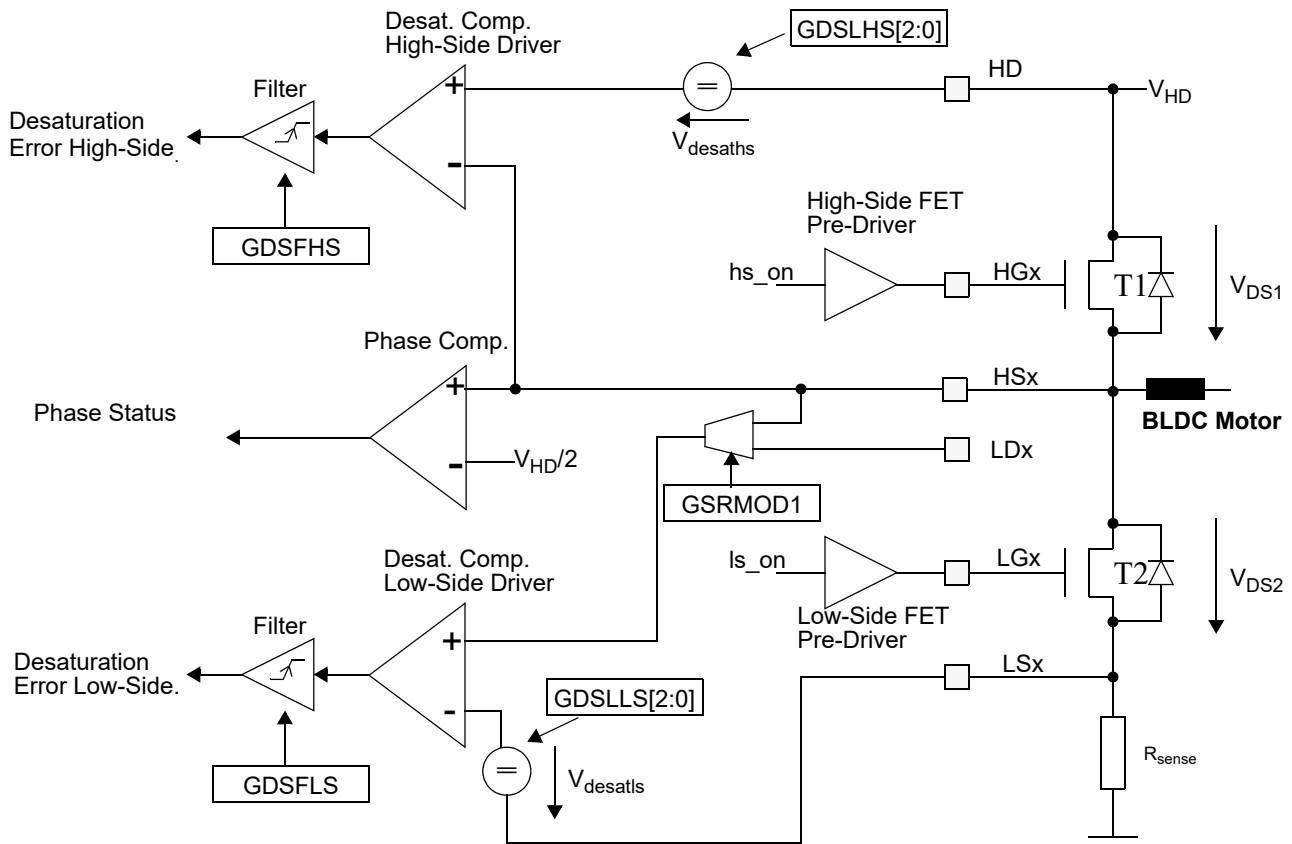 Desat. Comp.
High-Side Driver
GDSLHS[2:0]
Filter
+
=
HD
VHD
Desaturation
Error High-Side.
Vdesaths
-
High-Side FET
Pre-Driver
GDSFHS
hs_on
HGx
T1
VDS1
Phase Comp.
+
HSx
Phase Status
BLDC Motor
-
VHD/2
LDx
GSRMOD1
Desat. Comp.
Low-Side Driver
ls_on
LGx
T2
VDS2
Filter
+
Low-Side FET
Pre-Driver
Desaturation
Error Low-Side.
LSx
-
GDSLLS[2:0]
=
Vdesatls
Rsense
GDSFLS